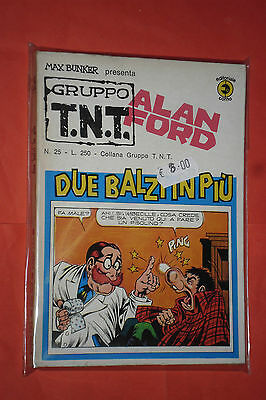 MAX BUNKER presenta
GRUPPO
T.N.T.
ALAN
FORD
editoriale
corno
N. 25 - L. 250 - Collana Gruppo T. N. T.
€ 5.00
DUE BALZI IN PIÙ
FA MALE?
AHI! SI, IMBECILLE! COSA CREDE
CHE SIA VENUTO QUI A FARE?
UN PISOLINO?
PING